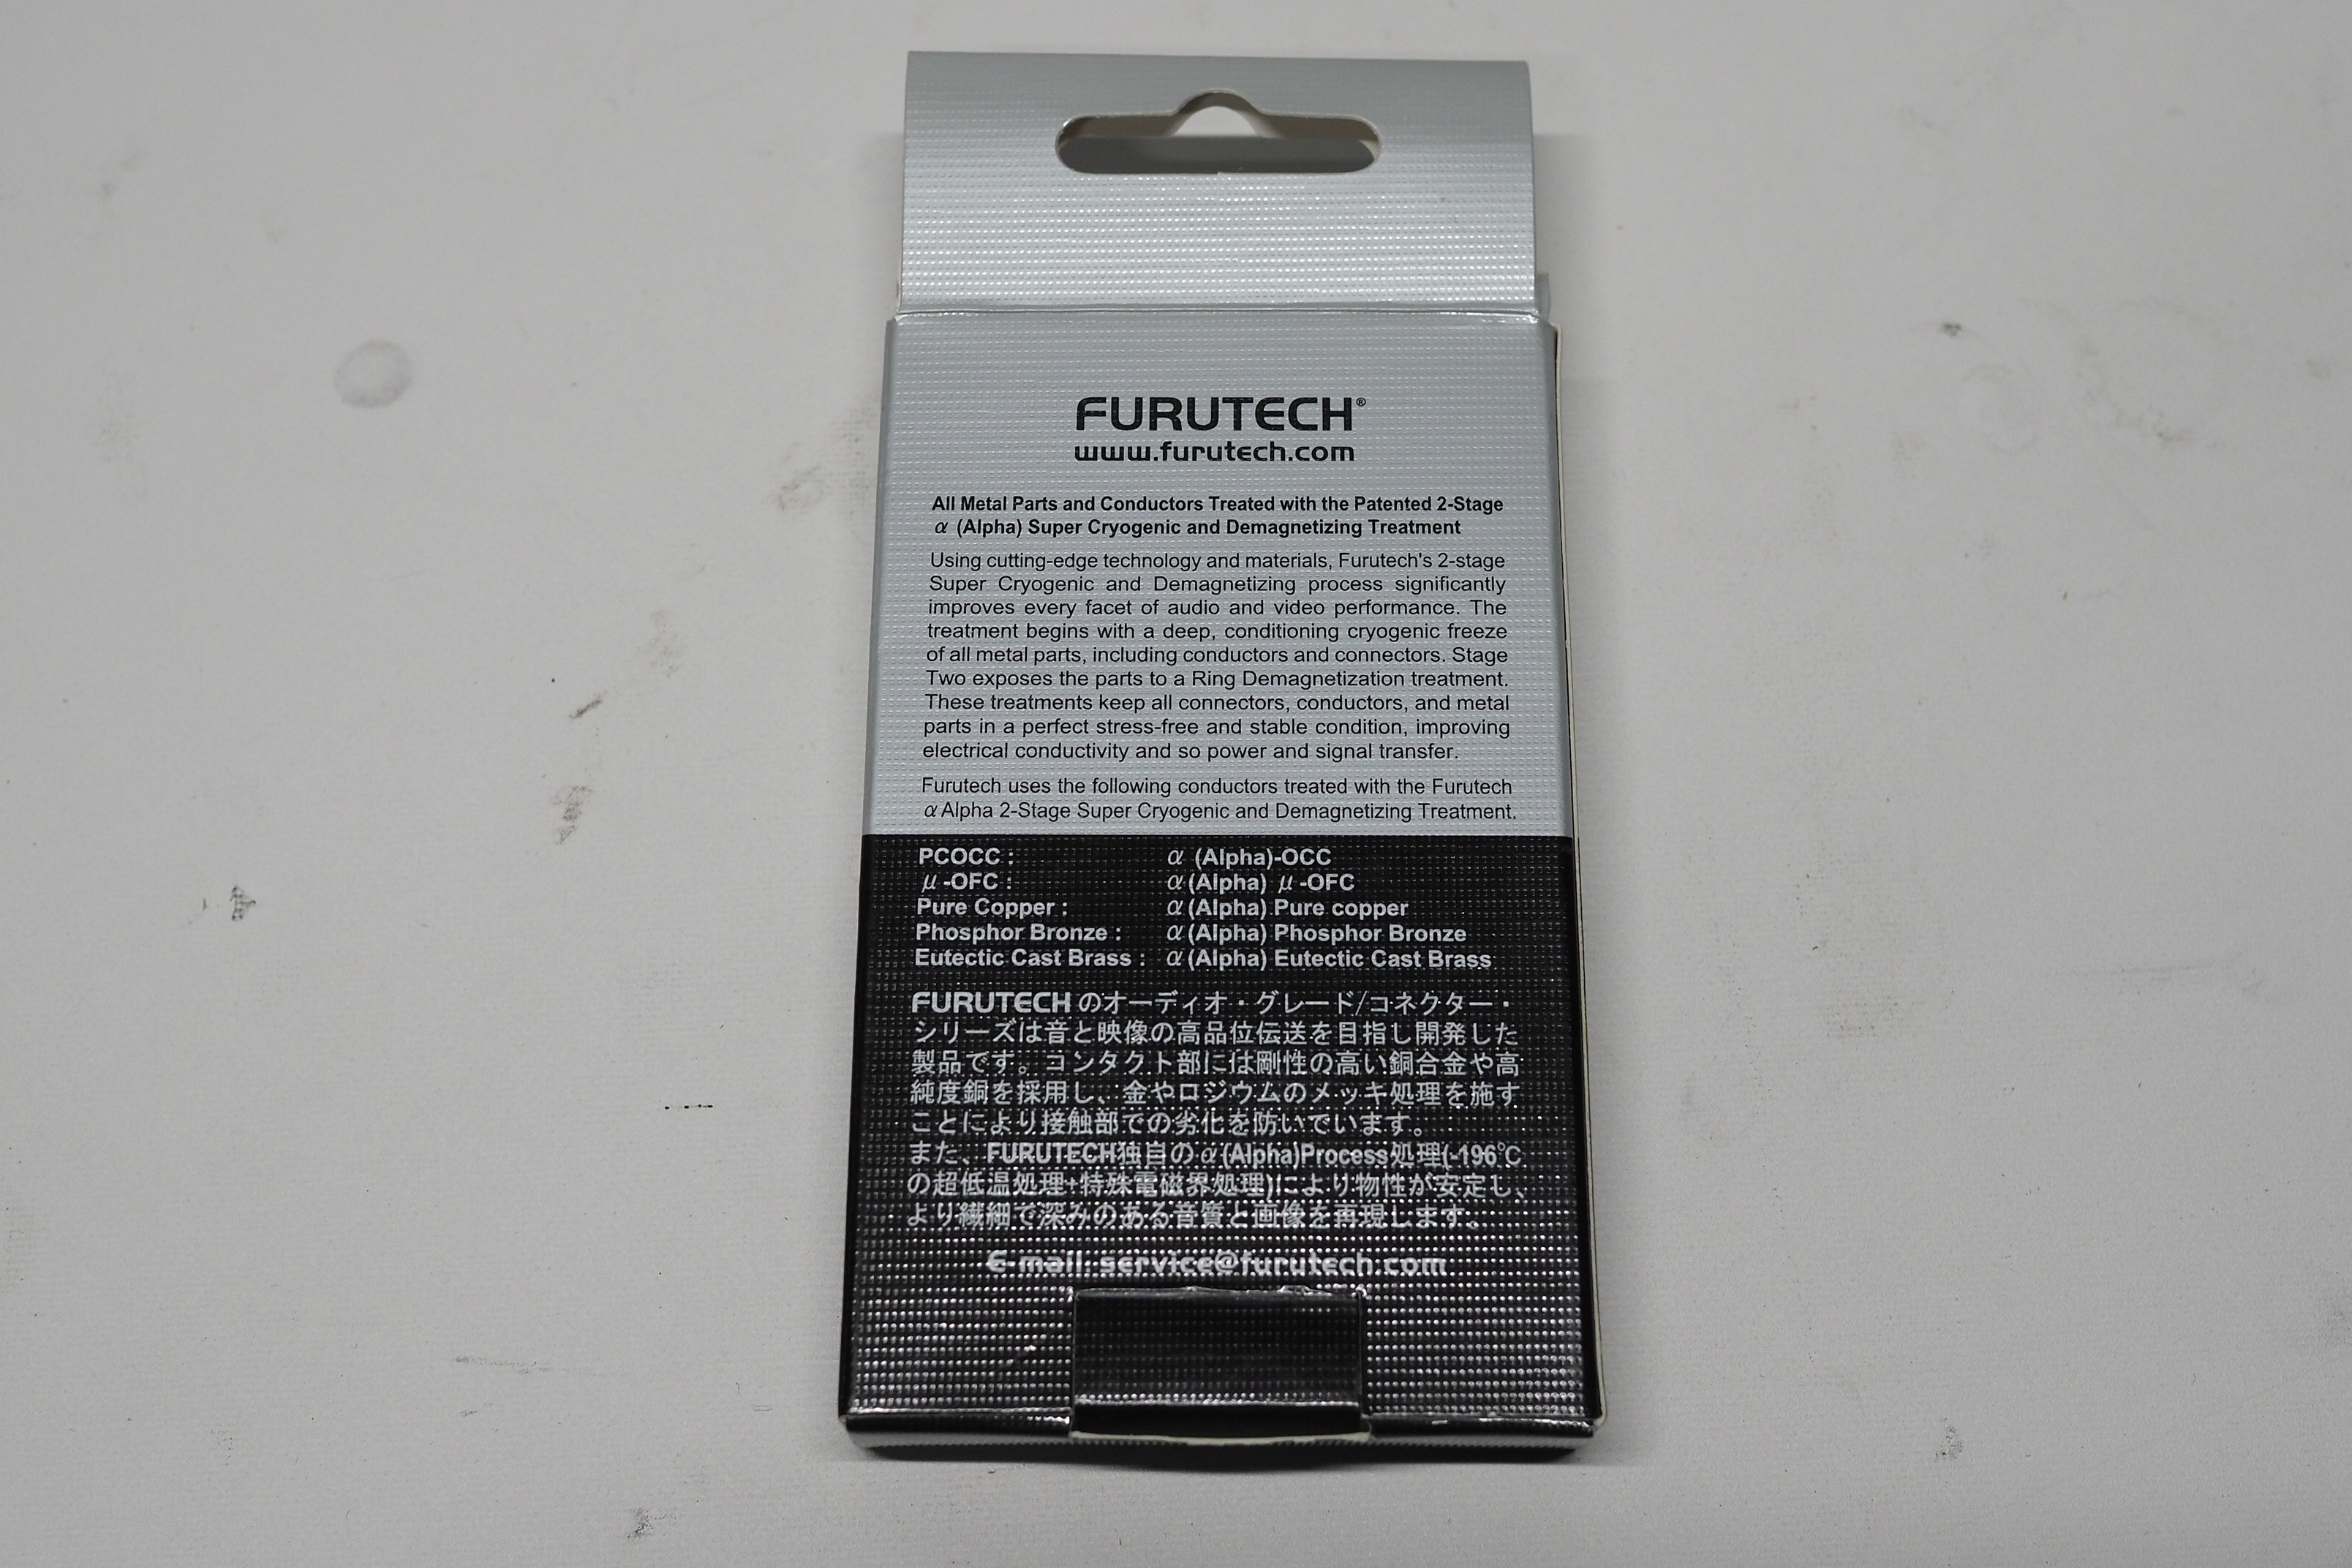 FURUTECH®
www.furutech.com
All Metal Parts and Conductors Treated with the Patented 2-Stage
α (Alpha) Super Cryogenic and Demagnetizing Treatment
Using cutting-edge technology and materials, Furutech's 2-stage
Super Cryogenic and Demagnetizing process significantly
improves every facet of audio and video performance. The
treatment begins with a deep, conditioning cryogenic freeze
of all metal parts, including conductors and connectors. Stage
Two exposes the parts to a Ring Demagnetization treatment.
These treatments keep all connectors, conductors, and metal
parts in a perfect stress-free and stable condition, improving
electrical conductivity and so power and signal transfer.
Furutech uses the following conductors treated with the Furutech
α Alpha 2-Stage Super Cryogenic and Demagnetizing Treatment.
PCOCC : α (Alpha)-OCC
μ-OFC : α (Alpha) μ-OFC
Pure Copper : α (Alpha) Pure copper
Phosphor Bronze : α (Alpha) Phosphor Bronze
Eutectic Cast Brass : α (Alpha) Eutectic Cast Brass
FURUTECHのオーディオ・グレード/コネクター・
シリーズは音と映像の高品位伝送を目指し開発した
製品です。コンタクト部には剛性の高い銅合金や高
純度銅を採用し、金やロジウムのメッキ処理を施す
ことにより接触部での劣化を防いでいます。
また、FURUTECH独自のα(Alpha)Process処理(-196℃
の超低温処理+特殊電磁界処理)により物性が安定し、
より繊細で深みのある音質と画像を再現します。
E-mail: service@furutech.com